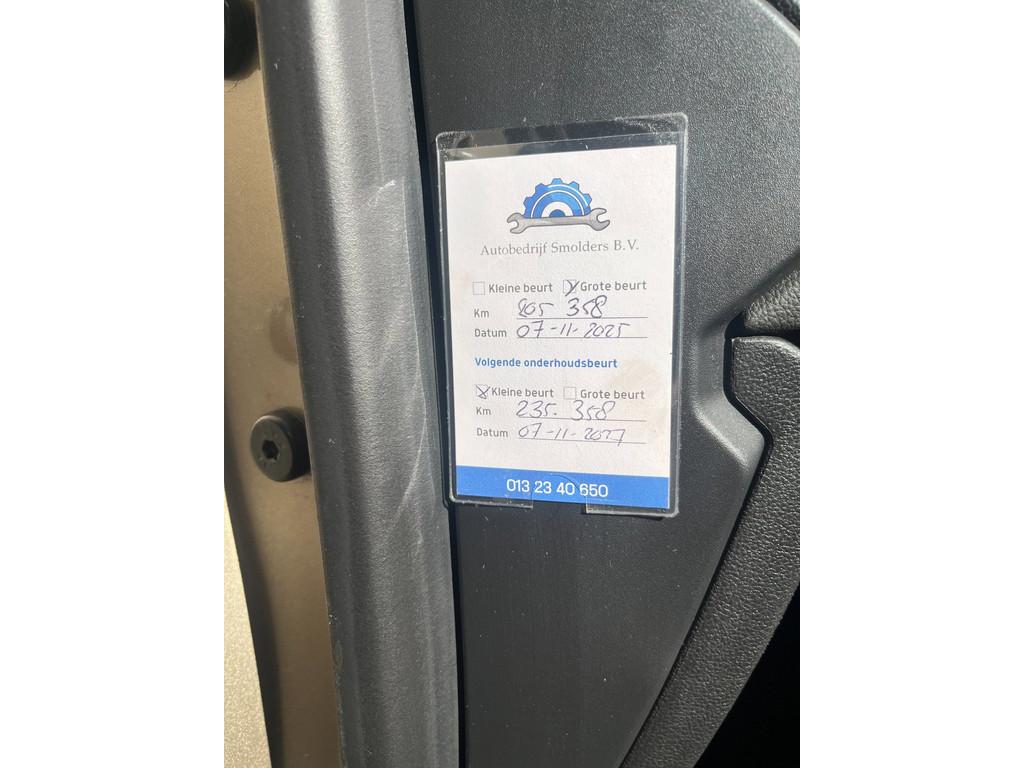 Autobedrijf Smolders B.V.
Kleine beurt Grote beurt
Km 205 358
Datum 07-11-2025
Volgende onderhoudsbeurt
Kleine beurt Grote beurt
Km 235.358
Datum 07-11-2027
013 23 40 650